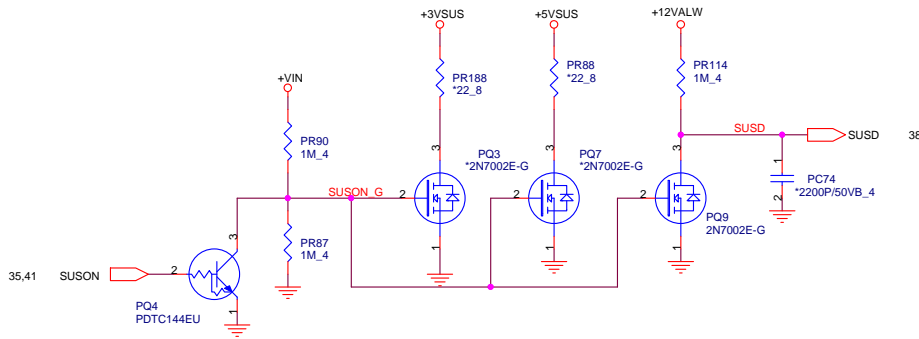 +3VSUS
+5VSUS
+12VALW
PR188
*22_8
PR88
*22_8
PR114
1M_4
+VIN
PR90
1M_4
SUSD
SUSD
38
3
3
3
1
PQ3
*2N7002E-G
PQ7
*2N7002E-G
PC74
*2200P/50VB_4
SUSON_G
2
2
2
2
PQ9
2N7002E-G
3
PR87
1M_4
1
1
1
35,41
SUSON
2
PQ4
PDTC144EU
1